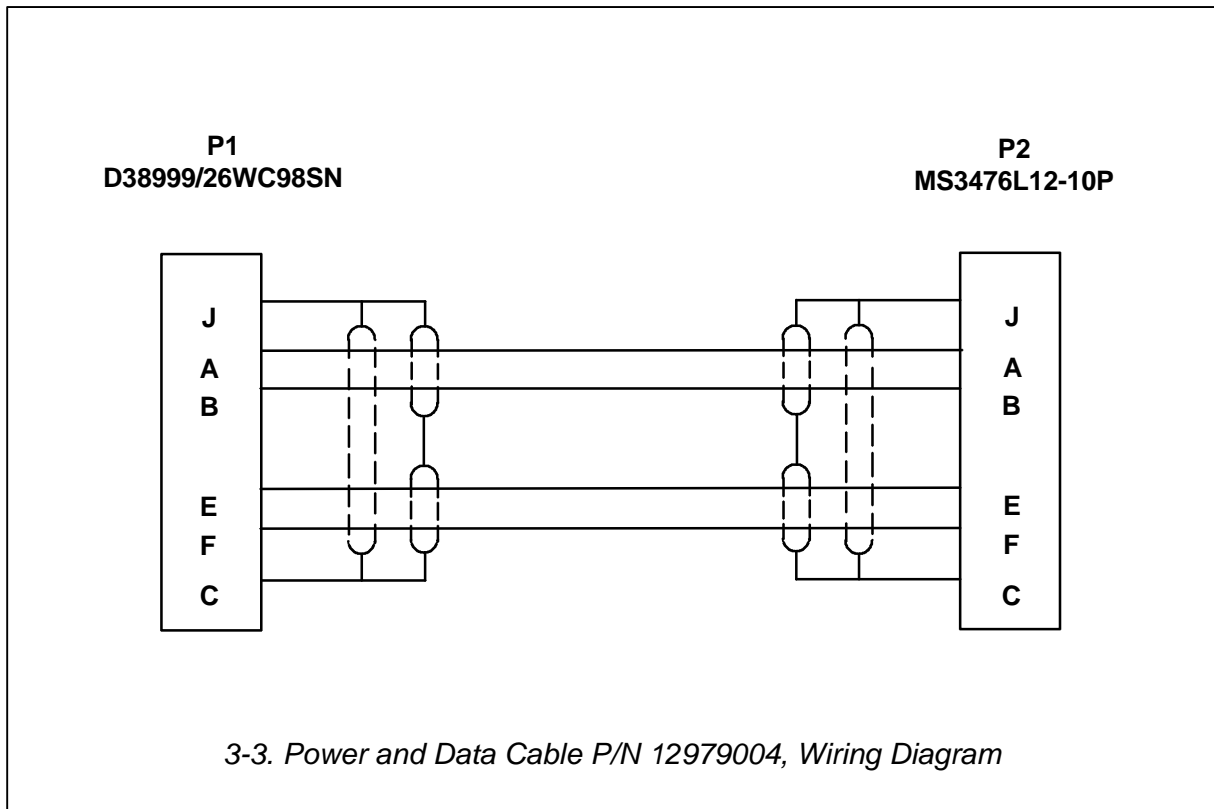 P1
D38999/26WC98SN
P2
MS3476L12-10P
J
A
B
E
F
C
J
A
B
E
F
C
3-3. Power and Data Cable P/N 12979004, Wiring Diagram